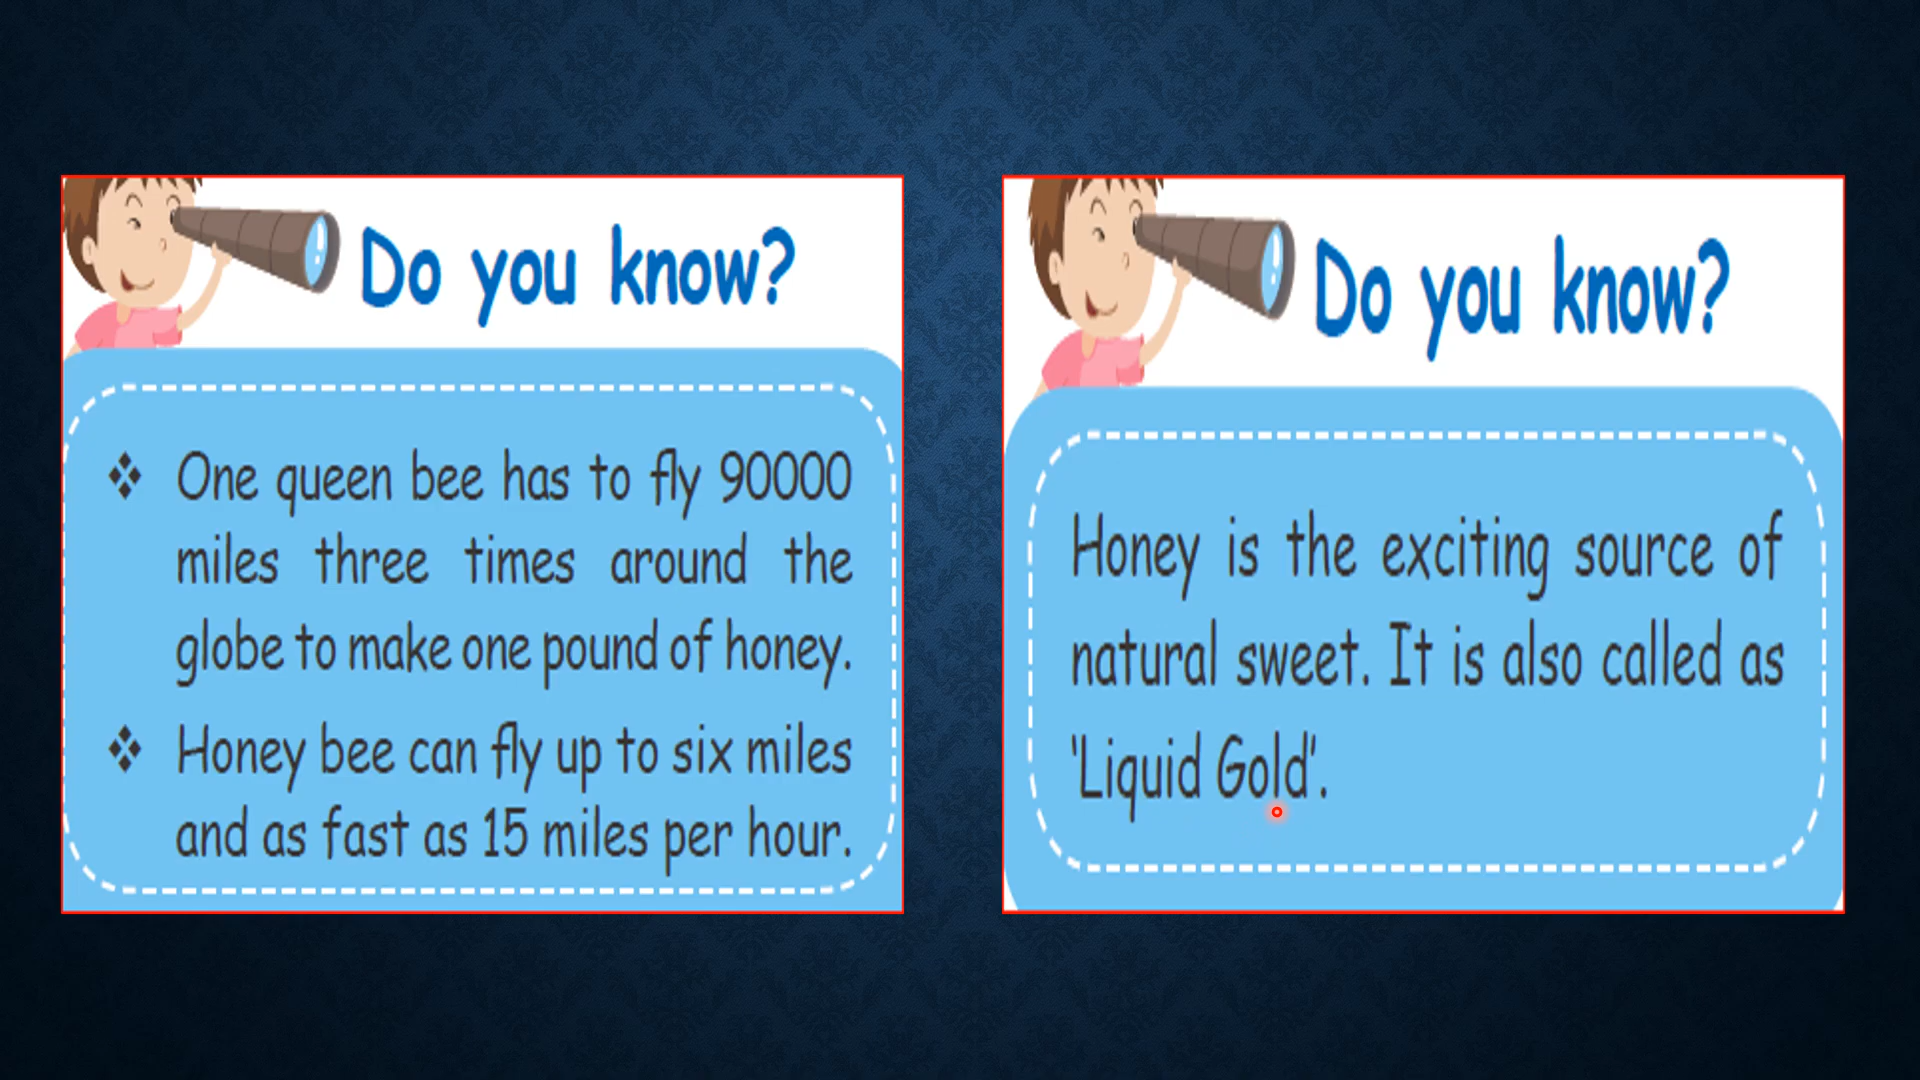 Do you know?
❖ One queen bee has to fly 90000
miles three times around the
globe to make one pound of honey.
❖ Honey bee can fly up to six miles
and as fast as 15 miles per hour.
Do you know?
Honey is the exciting source of
natural sweet. It is also called as
'Liquid Gold'.